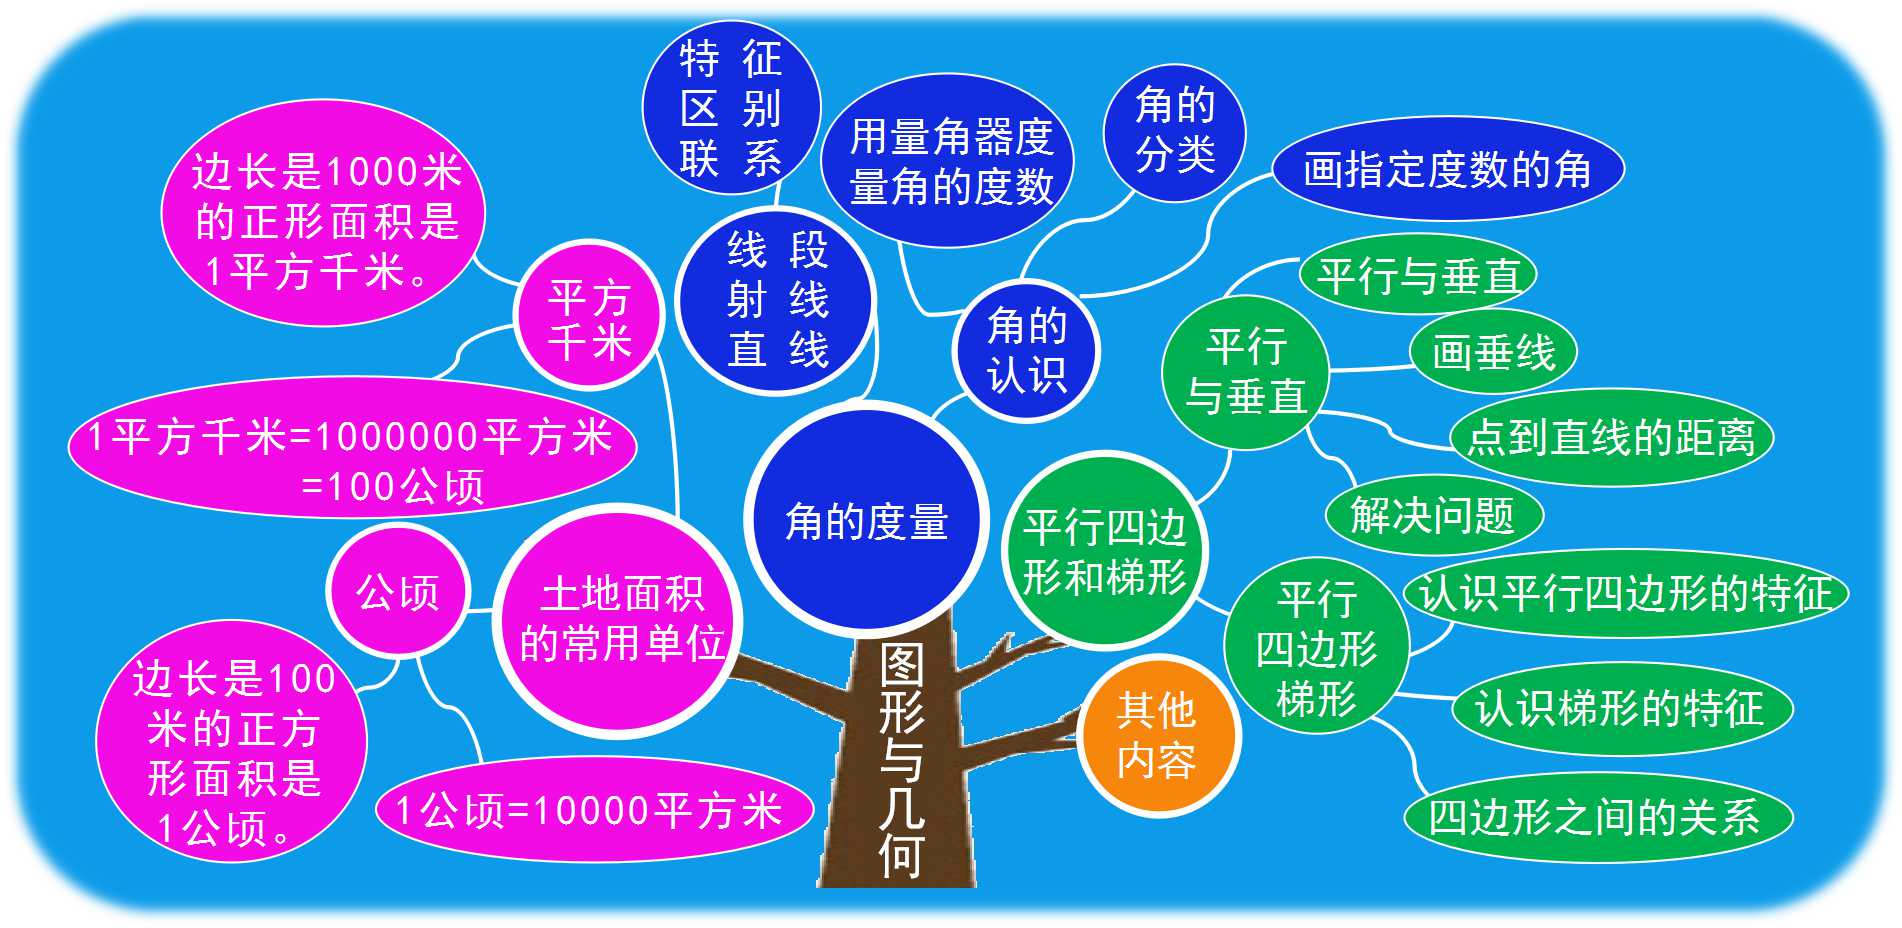 特 征
区 别
联 系
线 段
射 线
直 线
用量角器度
量角的度数
角的
分类
画指定度数的角
角的
认识
角的度量
边长是1000米
的正形面积是
1平方千米。
平方
千米
1平方千米=1000000平方米
=100公顷
公顷
土地面积
的常用单位
边长是100
米的正方
形面积是
1公顷。
1公顷=10000平方米
平行与垂直
画垂线
点到直线的距离
解决问题
平行
与垂直
平行四边
形和梯形
平行
四边形
梯形
认识平行四边形的特征
认识梯形的特征
四边形之间的关系
其他
内容
图形与几何